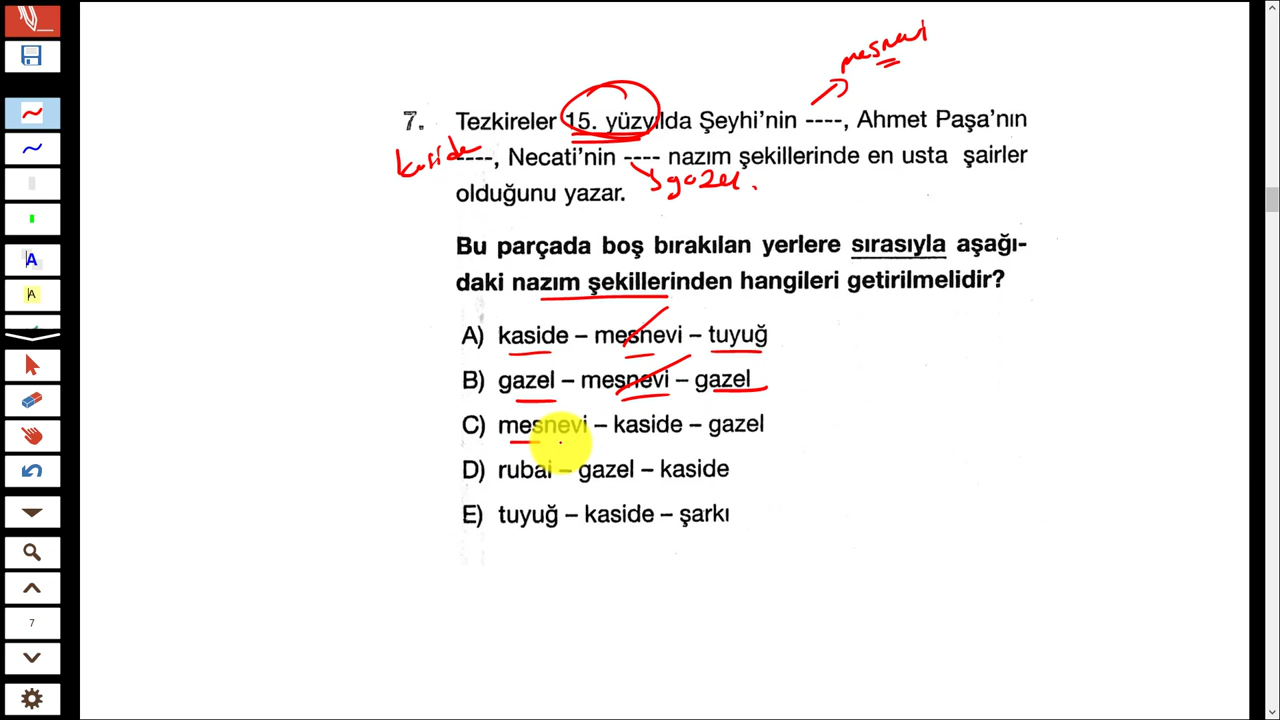 mesnevi
7. Tezkireler 15. yüzyılda Şeyhi'nin ----, Ahmet Paşa'nın
kaside
----, Necati'nin ---- nazım şekillerinde en usta şairler
gazel.
olduğunu yazar.
Bu parçada boş bırakılan yerlere sırasıyla aşağı-
daki nazım şekillerinden hangileri getirilmelidir?
A) kaside – mesnevi – tuyuğ
B) gazel – mesnevi – gazel
C) mesnevi – kaside – gazel
D) rubai – gazel – kaside
E) tuyuğ – kaside – şarkı
A
A
7